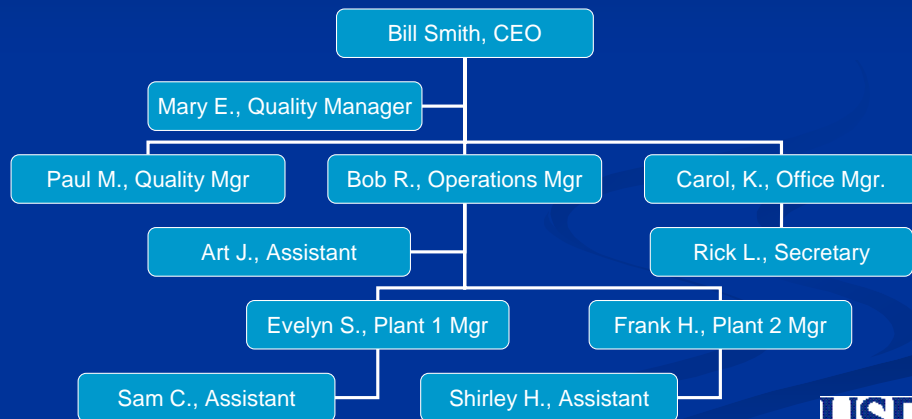 Bill Smith, CEO
Mary E., Quality Manager
Paul M., Quality Mgr
Bob R., Operations Mgr
Carol, K., Office Mgr.
Art J., Assistant
Rick L., Secretary
Evelyn S., Plant 1 Mgr
Frank H., Plant 2 Mgr
Sam C., Assistant
Shirley H., Assistant